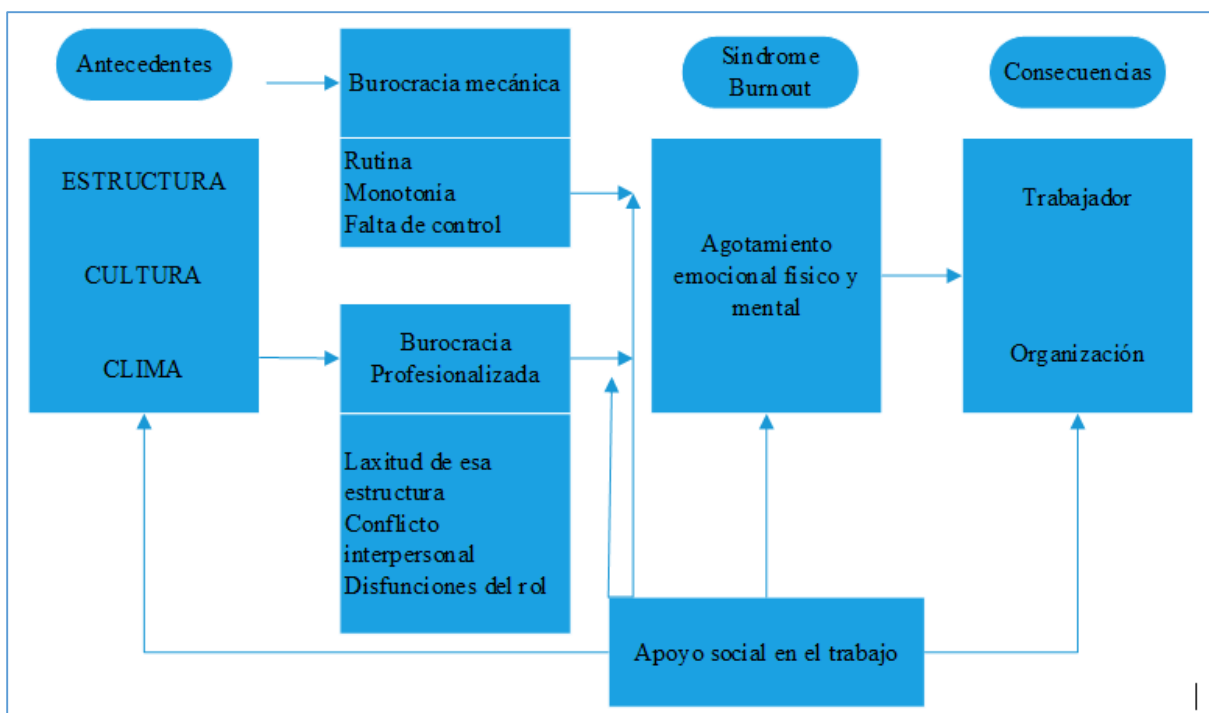 Antecedentes
ESTRUCTURA
CULTURA
CLIMA
Burocracia mecánica
Rutina
Monotonía
Falta de control
Burocracia
Profesionalizada
Laxitud de esa
estructura
Conflicto
interpersonal
Disfunciones del rol
Síndrome
Burnout
Agotamiento
emocional físico y
mental
Consecuencias
Trabajador
Organización
Apoyo social en el trabajo